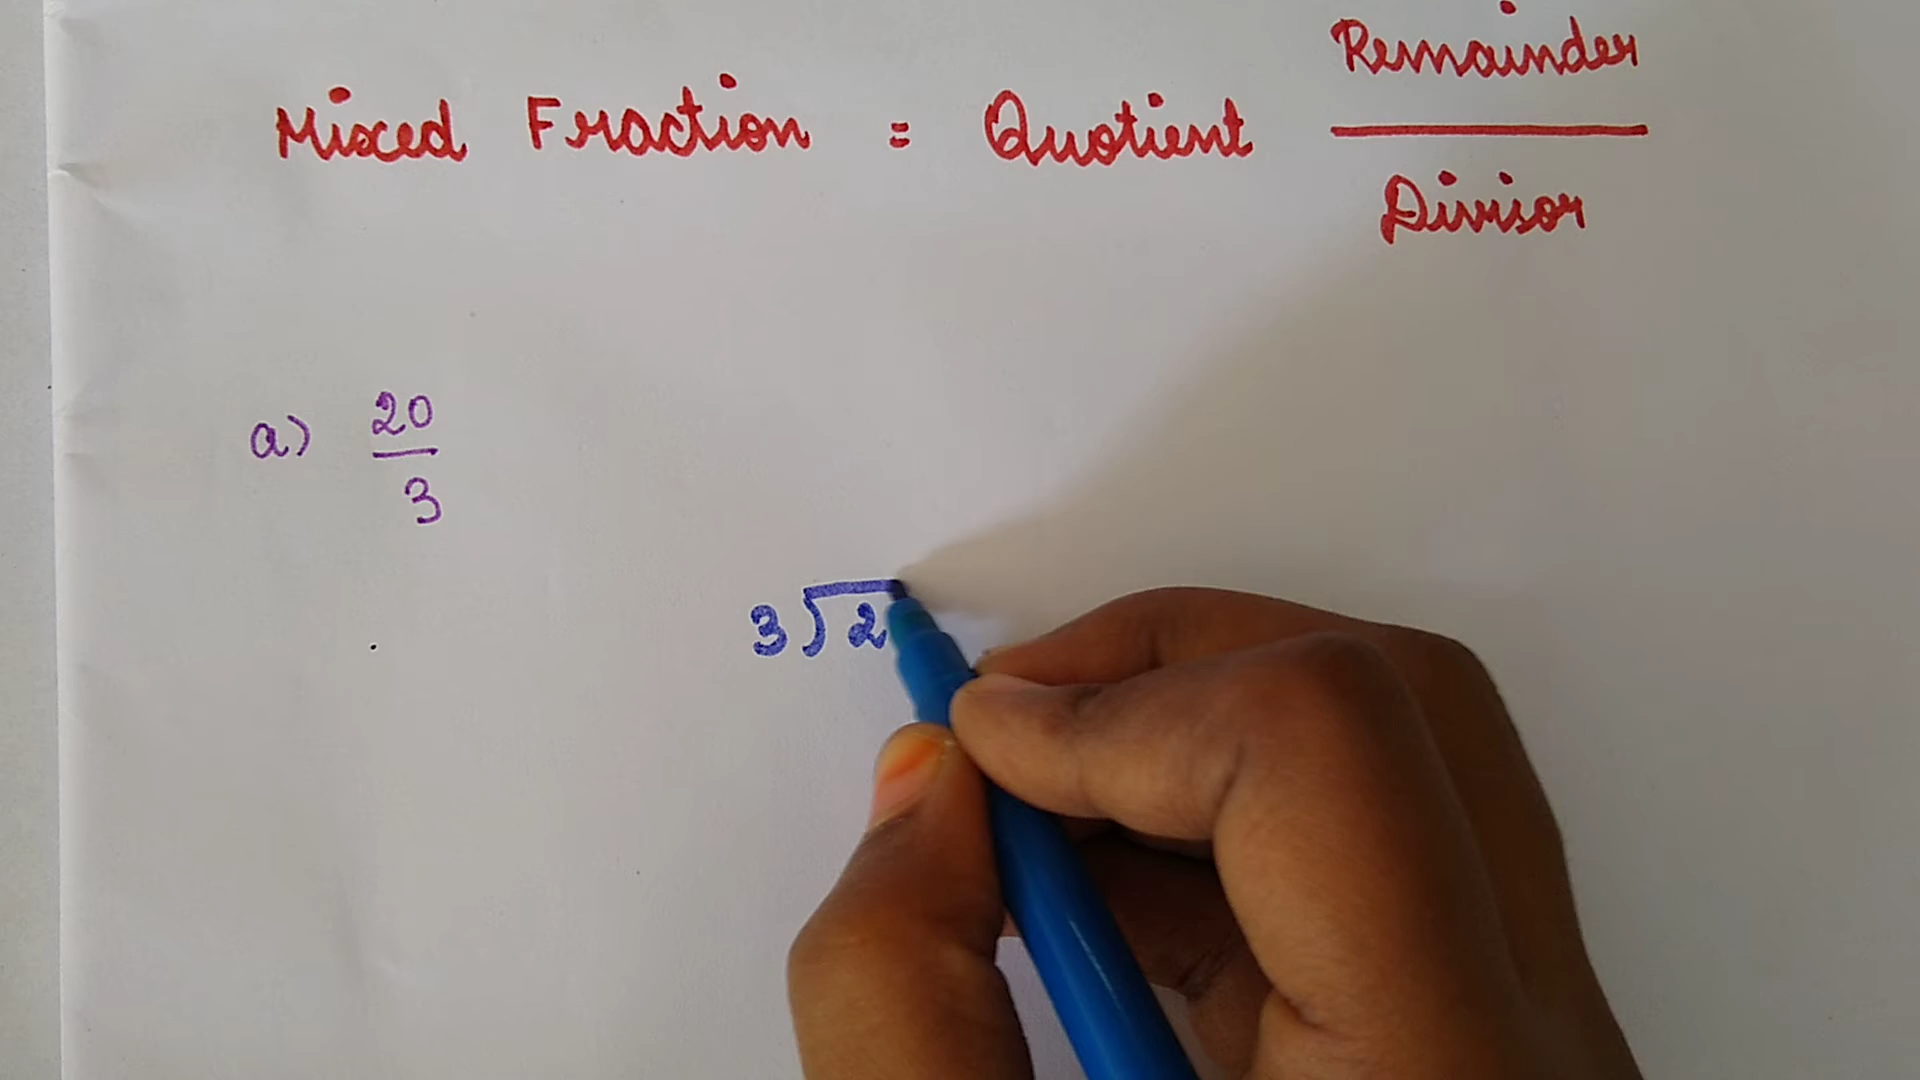 Mixed Fraction = Quotient Remainder
Divisor
a) 20
3
3 2